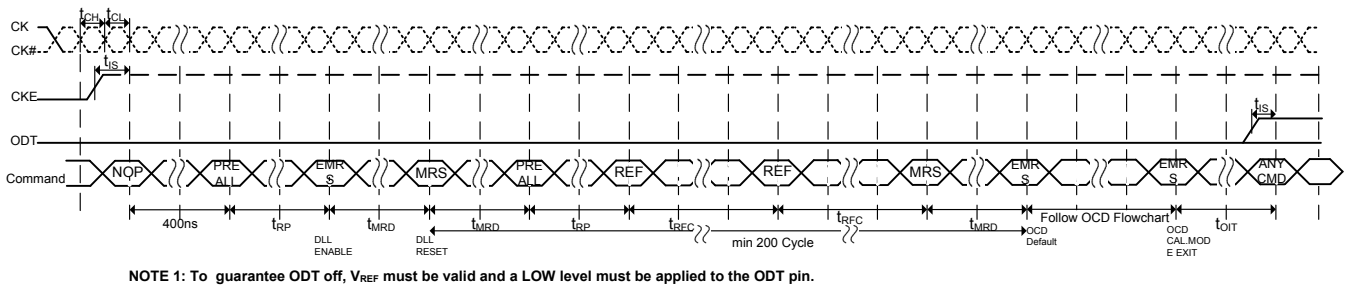 tCH tCL
CK
CK#
tIS
CKE
tIS
ODT
Command NOP PRE ALL EMR S MRS PRE ALL REF REF MRS EMR S EMR S ANY CMD
400ns tRP tMRD tMRD tRP tRFC tRFC tMRD Follow OCD Flowchart tOIT
DLL ENABLE
DLL RESET
min 200 Cycle
OCD Default
OCD CAL.MOD E EXIT
NOTE 1: To guarantee ODT off, VREF must be valid and a LOW level must be applied to the ODT pin.